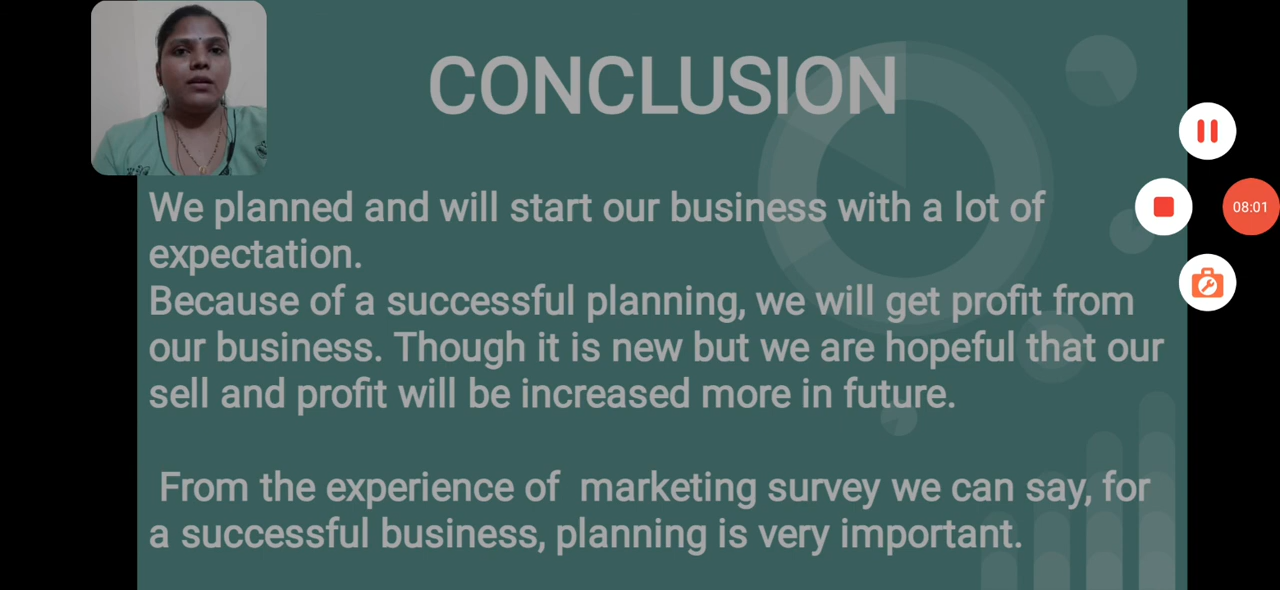 CONCLUSION
We planned and will start our business with a lot of
expectation.
Because of a successful planning, we will get profit from
our business. Though it is new but we are hopeful that our
sell and profit will be increased more in future.
From the experience of marketing survey we can say, for
a successful business, planning is very important.
08:01